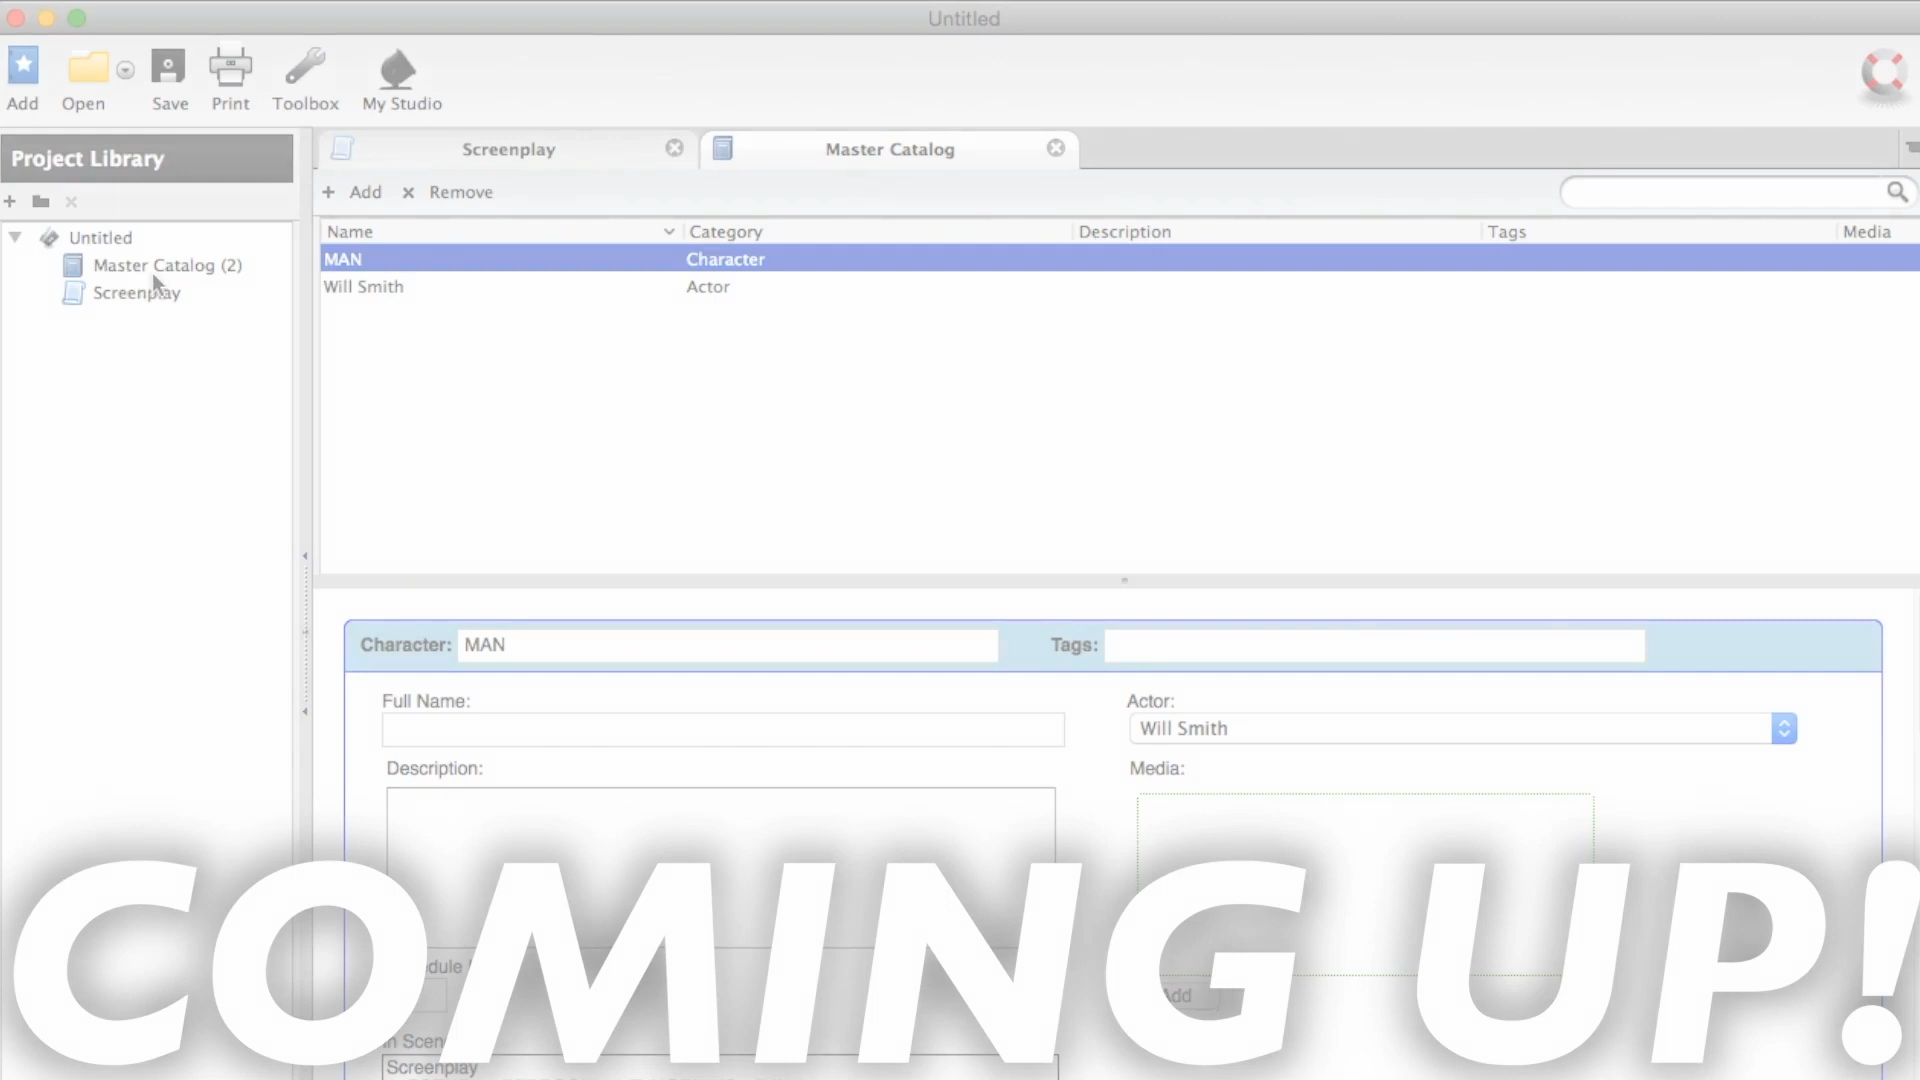 Untitled
Add
Open
Save
Print
Toolbox
My Studio
Project Library
Screenplay
Master Catalog
Add
Remove
Untitled
Master Catalog (2)
Screenplay
Name
Category
Description
Tags
Media
MAN
Character
Will Smith
Actor
Character:
MAN
Tags:
Full Name:
Actor:
Will Smith
Description:
Media:
Add
Screenplay
COMING UP!